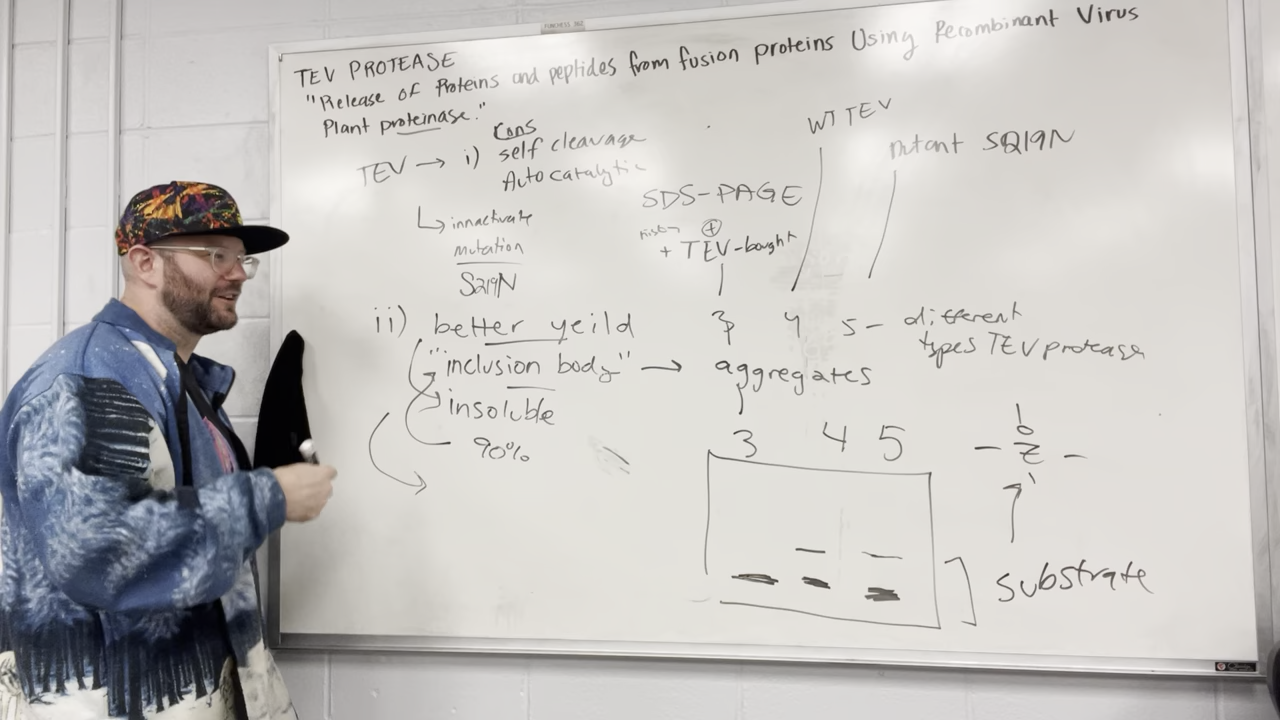 TEV PROTEASE
"Release of Proteins and peptides from fusion proteins Using Recombinant Virus
Plant proteinase."
TEV → i) Cons
self cleavage
Autocatalytic
↳ innactivate
mutation
S219N
ii) better yeild
"inclusion body" → aggregates
insoluble
90%
SDS-PAGE
+
+ TEV-bought
WT TEV
mutant S219N
3 4 5 - different
types TEV protease
3 4 5
substrate